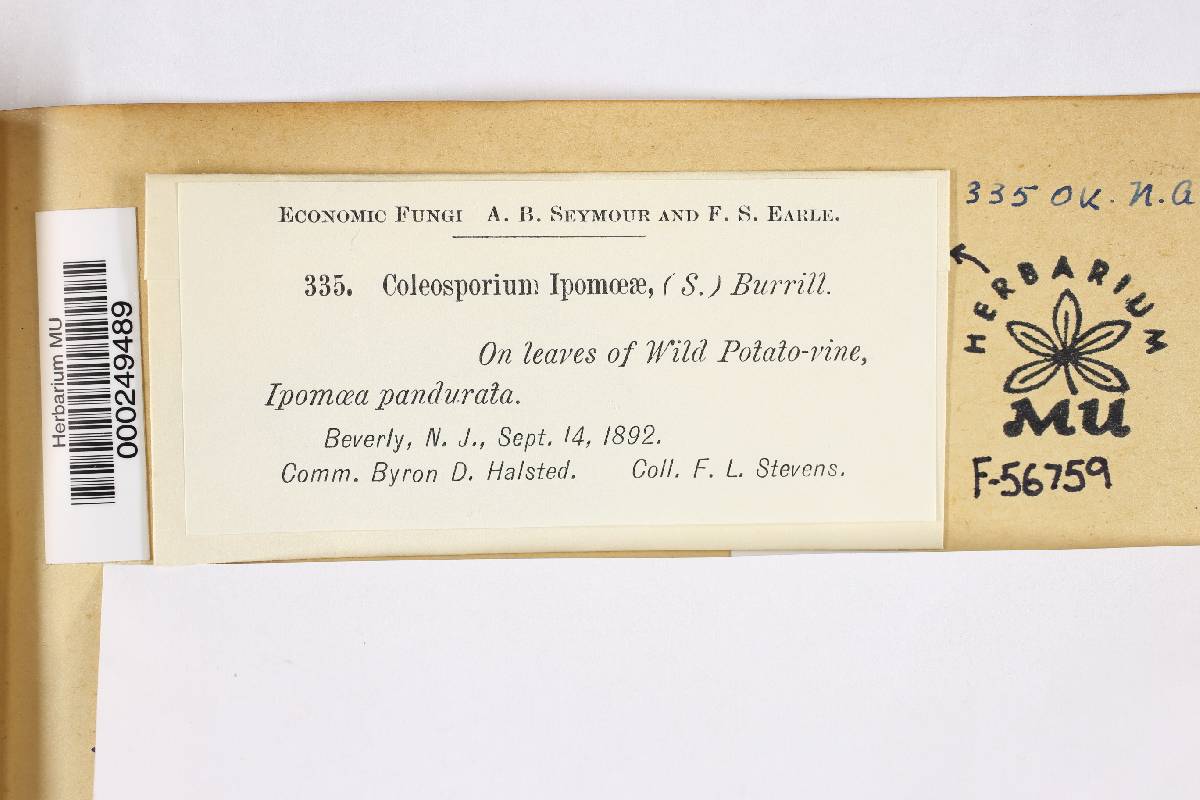 Economic Fungi A. B. Seymour and F. S. Earle.
335. Coleosporium Ipomœæ, (S.) Burrill.
On leaves of Wild Potato-vine,
Ipomœa pandurata.
Beverly, N. J., Sept. 14, 1892.
Comm. Byron D. Halsted. Coll. F. L. Stevens.
Herbarium MU
000249489
335 OK. N.A
HERBARIUM
MU
F-56759